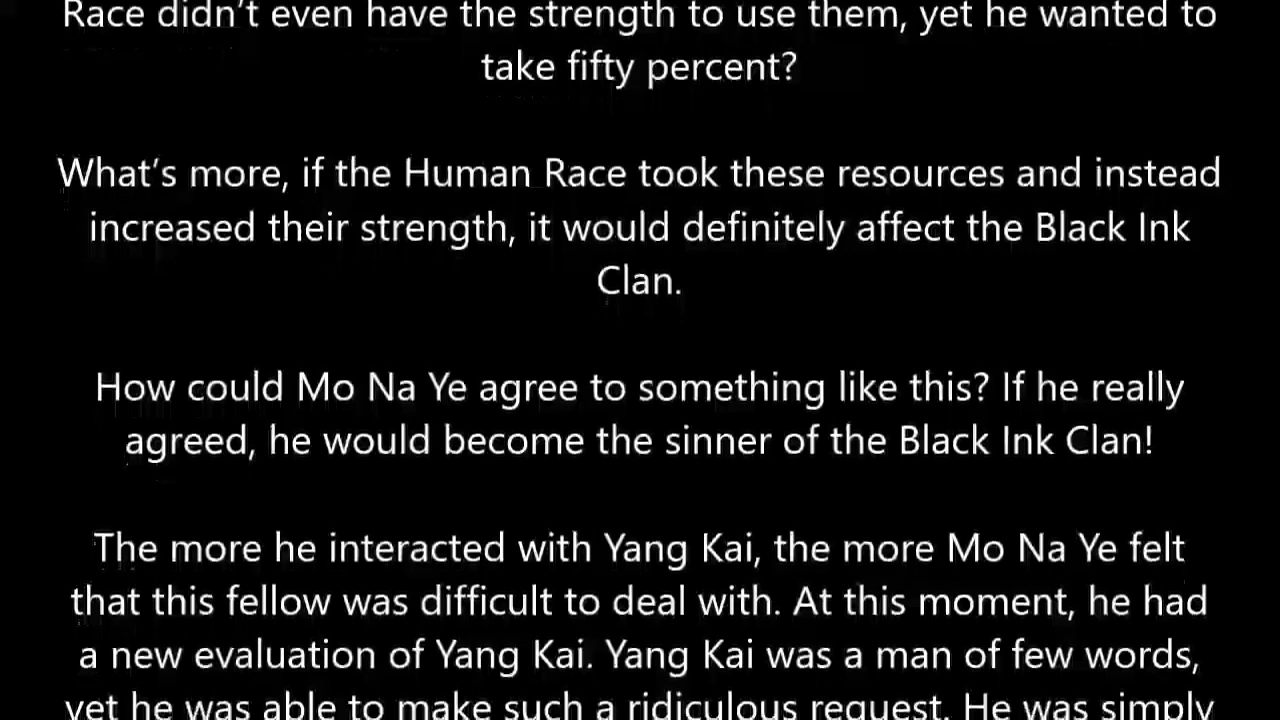 Race didn’t even have the strength to use them, yet he wanted to
take fifty percent?
What’s more, if the Human Race took these resources and instead
increased their strength, it would definitely affect the Black Ink
Clan.
How could Mo Na Ye agree to something like this? If he really
agreed, he would become the sinner of the Black Ink Clan!
The more he interacted with Yang Kai, the more Mo Na Ye felt
that this fellow was difficult to deal with. At this moment, he had
a new evaluation of Yang Kai. Yang Kai was a man of few words,
yet he was able to make such a ridiculous request. He was simply